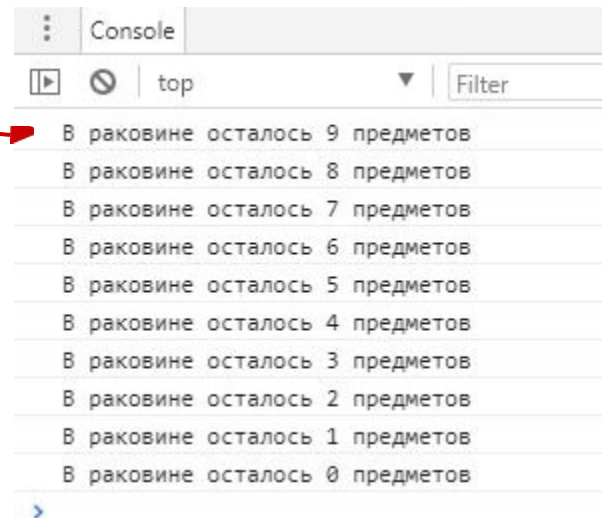 Console
top Filter
В раковине осталось 9 предметов
В раковине осталось 8 предметов
В раковине осталось 7 предметов
В раковине осталось 6 предметов
В раковине осталось 5 предметов
В раковине осталось 4 предметов
В раковине осталось 3 предметов
В раковине осталось 2 предметов
В раковине осталось 1 предметов
В раковине осталось 0 предметов